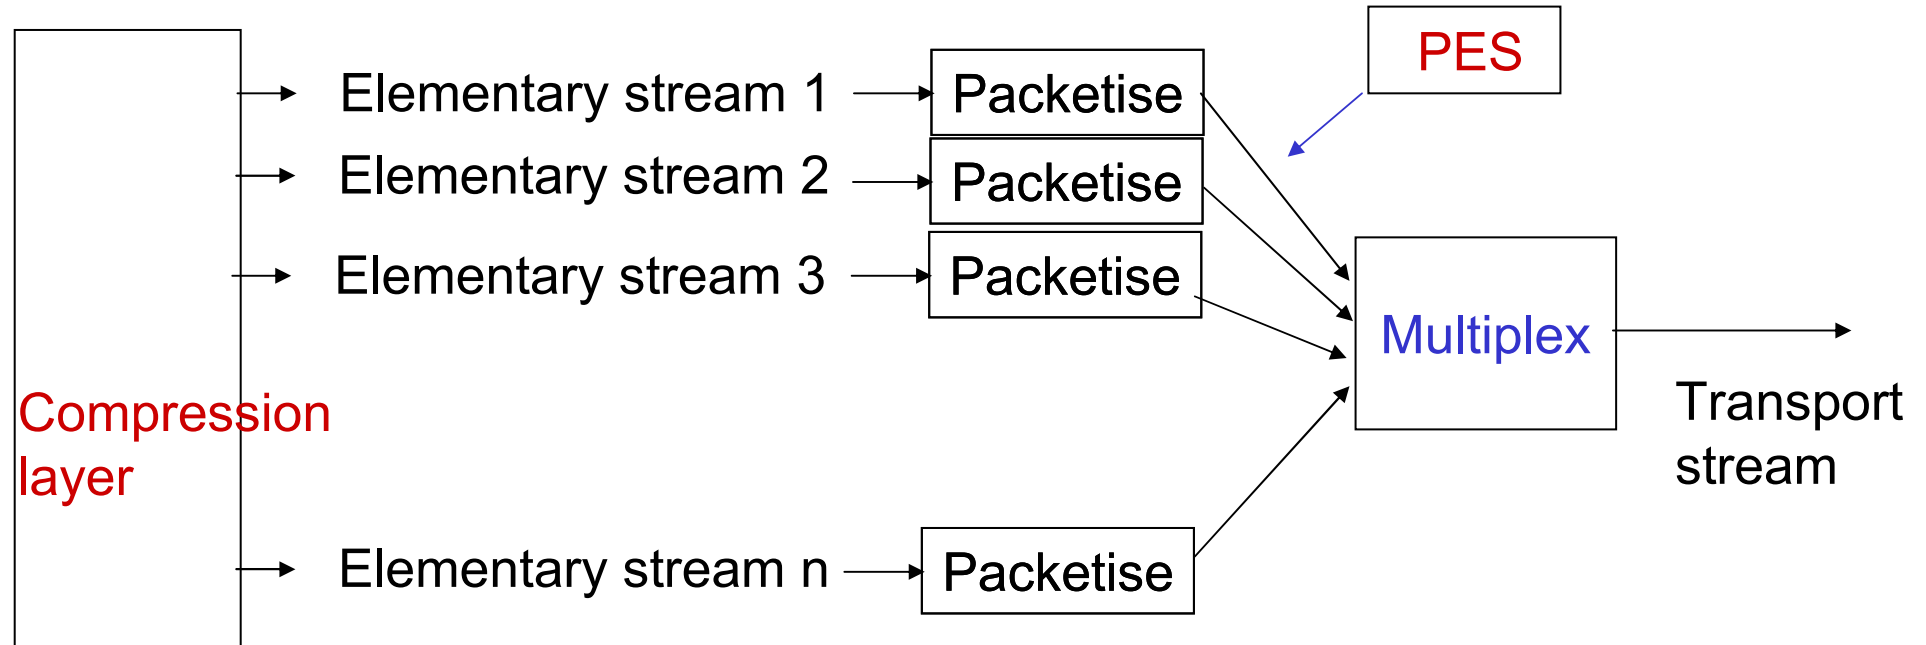 PES
Elementary stream 1
Packetise
Elementary stream 2
Packetise
Elementary stream 3
Packetise
Multiplex
Compression
layer
Transport
stream
Elementary stream n
Packetise